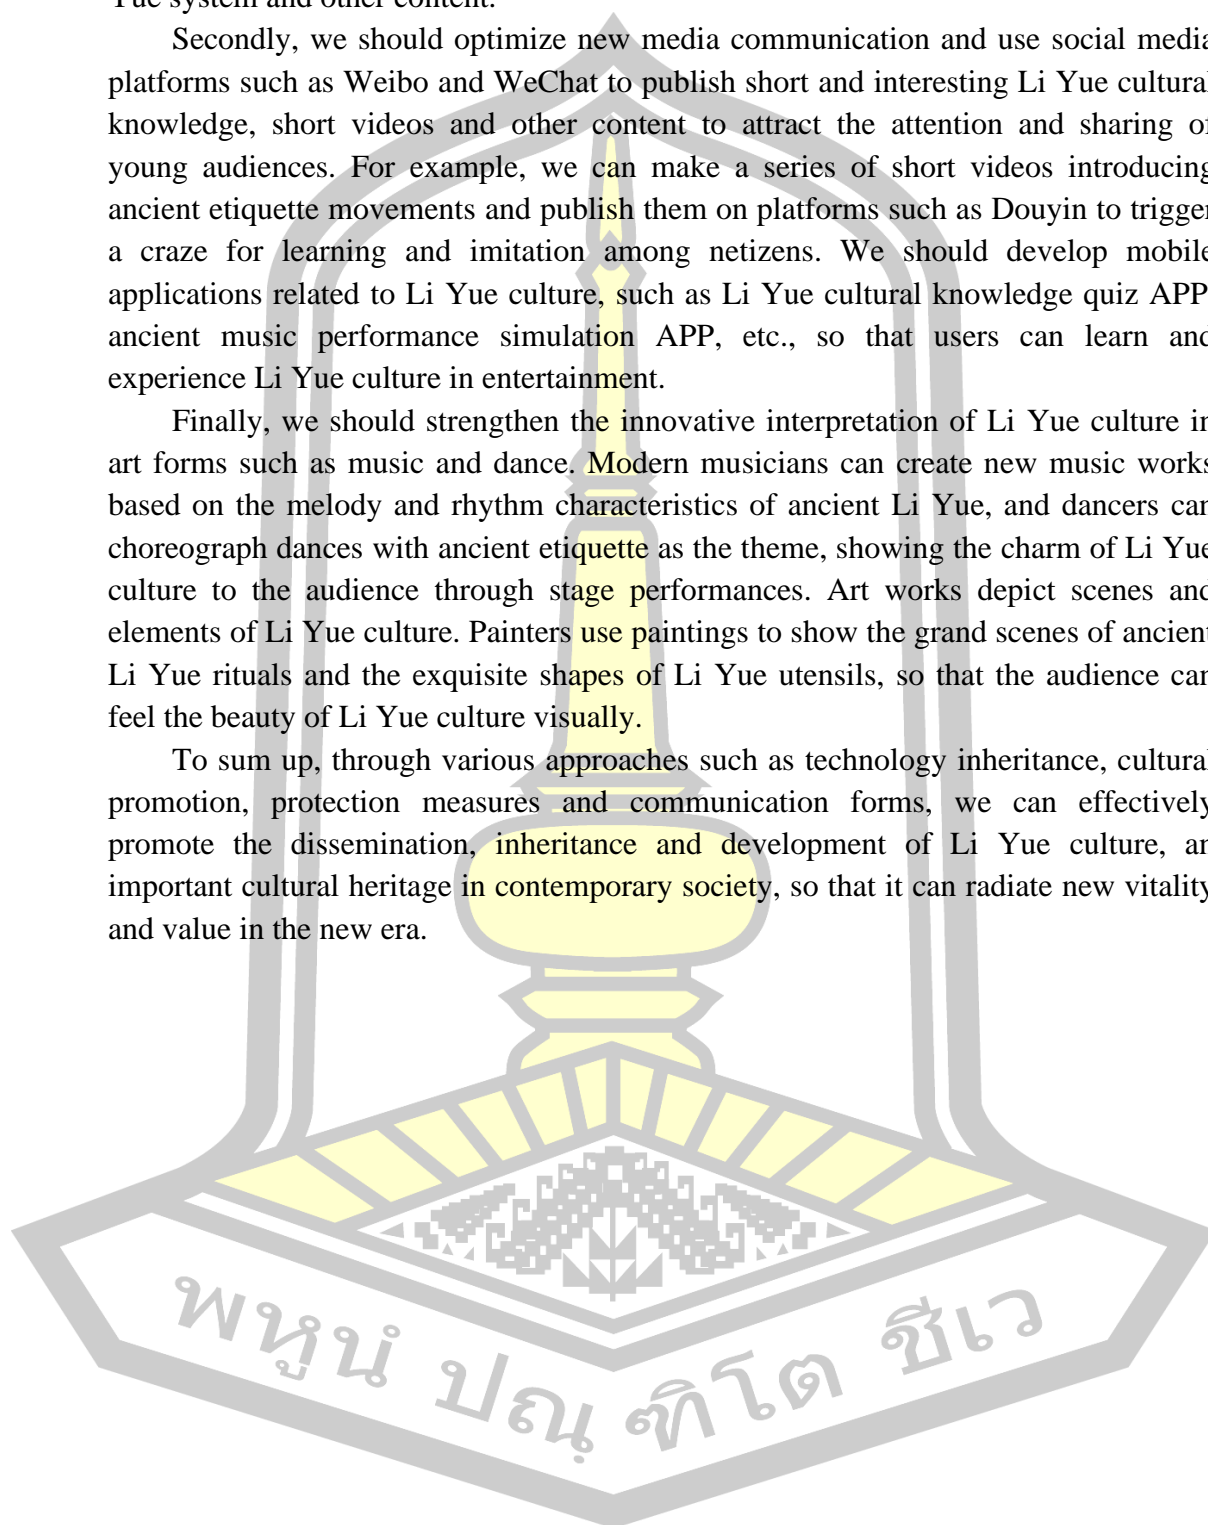 Yue system and other content.
Secondly, we should optimize new media communication and use social media
platforms such as Weibo and WeChat to publish short and interesting Li Yue cultural
knowledge, short videos and other content to attract the attention and sharing of
young audiences. For example, we can make a series of short videos introducing
ancient etiquette movements and publish them on platforms such as Douyin to trigger
a craze for learning and imitation among netizens. We should develop mobile
applications related to Li Yue culture, such as Li Yue cultural knowledge quiz APP
ancient music performance simulation APP, etc., so that users can learn and
experience Li Yue culture in entertainment.
Finally, we should strengthen the innovative interpretation of Li Yue culture in
art forms such as music and dance. Modern musicians can create new music works
based on the melody and rhythm characteristics of ancient Li Yue, and dancers can
choreograph dances with ancient etiquette as the theme, showing the charm of Li Yue
culture to the audience through stage performances. Art works depict scenes and
elements of Li Yue culture. Painters use paintings to show the grand scenes of ancient
Li Yue rituals and the exquisite shapes of Li Yue utensils, so that the audience can
feel the beauty of Li Yue culture visually.
To sum up, through various approaches such as technology inheritance, cultural
promotion, protection measures and communication forms, we can effectively
promote the dissemination, inheritance and development of Li Yue culture, an
important cultural heritage in contemporary society, so that it can radiate new vitality
and value in the new era.
พหูนํ ปณฺฑิโต ชีเว